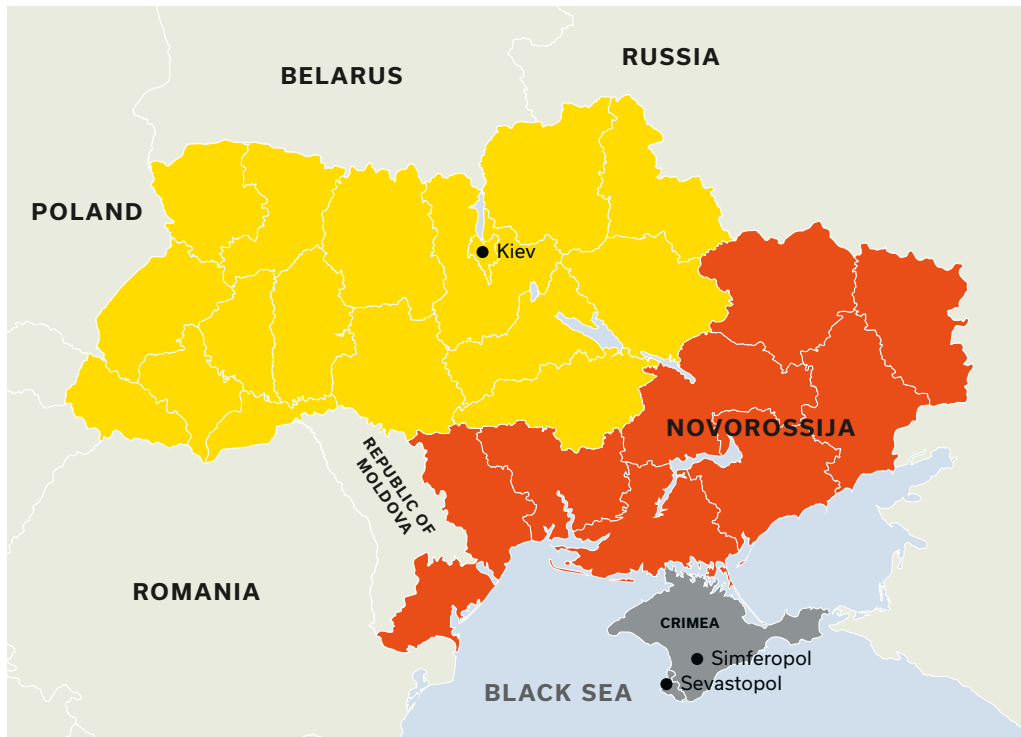 RUSSIA
BELARUS
POLAND
Kiev
NOVOROSSIJA
REPUBLIC OF
MOLDOVA
ROMANIA
CRIMEA
Simferopol
Sevastopol
BLACK SEA